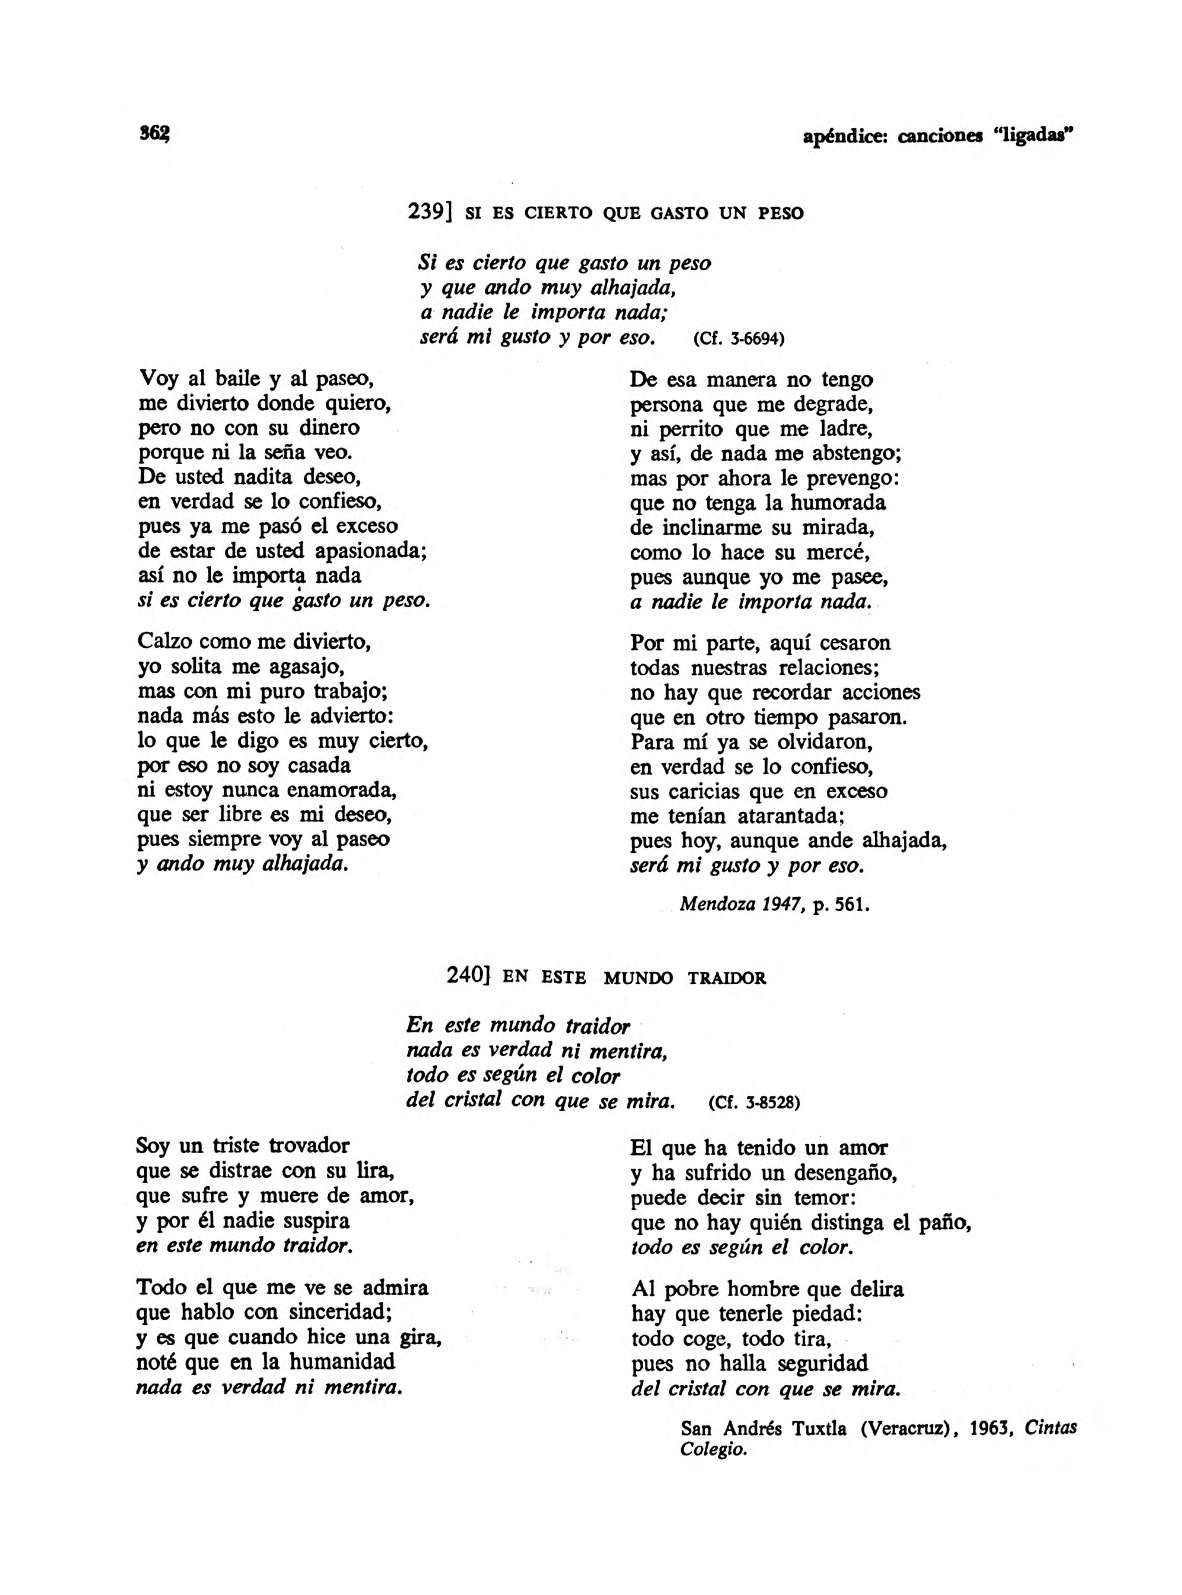 362
apéndice: canciones “ligadas”
239] SI ES CIERTO QUE GASTO UN PESO
Si es cierto que gasto un peso
y que ando muy alhajada,
a nadie le importa nada;
será mi gusto y por eso. (Cf. 3-6694)
Voy al baile y al paseo,
me divierto donde quiero,
pero no con su dinero
porque ni la seña veo.
De usted nadita deseo,
en verdad se lo confieso,
pues ya me pasó el exceso
de estar de usted apasionada;
así no le importa nada
si es cierto que gasto un peso.
Calzo como me divierto,
yo solita me agasajo,
mas con mi puro trabajo;
nada más esto le advierto:
lo que le digo es muy cierto,
por eso no soy casada
ni estoy nunca enamorada,
que ser libre es mi deseo,
pues siempre voy al paseo
y ando muy alhajada.
De esa manera no tengo
persona que me degrade,
ni perrito que me ladre,
y así, de nada me abstengo;
mas por ahora le prevengo:
que no tenga la humorada
de inclinarme su mirada,
como lo hace su mercé,
pues aunque yo me pasee,
a nadie le importa nada.
Por mi parte, aquí cesaron
todas nuestras relaciones;
no hay que recordar acciones
que en otro tiempo pasaron.
Para mí ya se olvidaron,
en verdad se lo confieso,
sus caricias que en exceso
me tenían atarantada;
pues hoy, aunque ande alhajada,
será mi gusto y por eso.
Mendoza 1947, p. 561.
240] EN ESTE MUNDO TRAIDOR
En este mundo traidor
nada es verdad ni mentira,
todo es según el color
del cristal con que se mira. (Cf. 3-8528)
Soy un triste trovador
que se distrae con su lira,
que sufre y muere de amor,
y por él nadie suspira
en este mundo traidor.
Todo el que me ve se admira
que hablo con sinceridad;
y es que cuando hice una gira,
noté que en la humanidad
nada es verdad ni mentira.
El que ha tenido un amor
y ha sufrido un desengaño,
puede decir sin temor:
que no hay quién distinga el paño,
todo es según el color.
Al pobre hombre que delira
hay que tenerle piedad:
todo coge, todo tira,
pues no halla seguridad
del cristal con que se mira.
San Andrés Tuxtla (Veracruz), 1963, Cintas
Colegio.